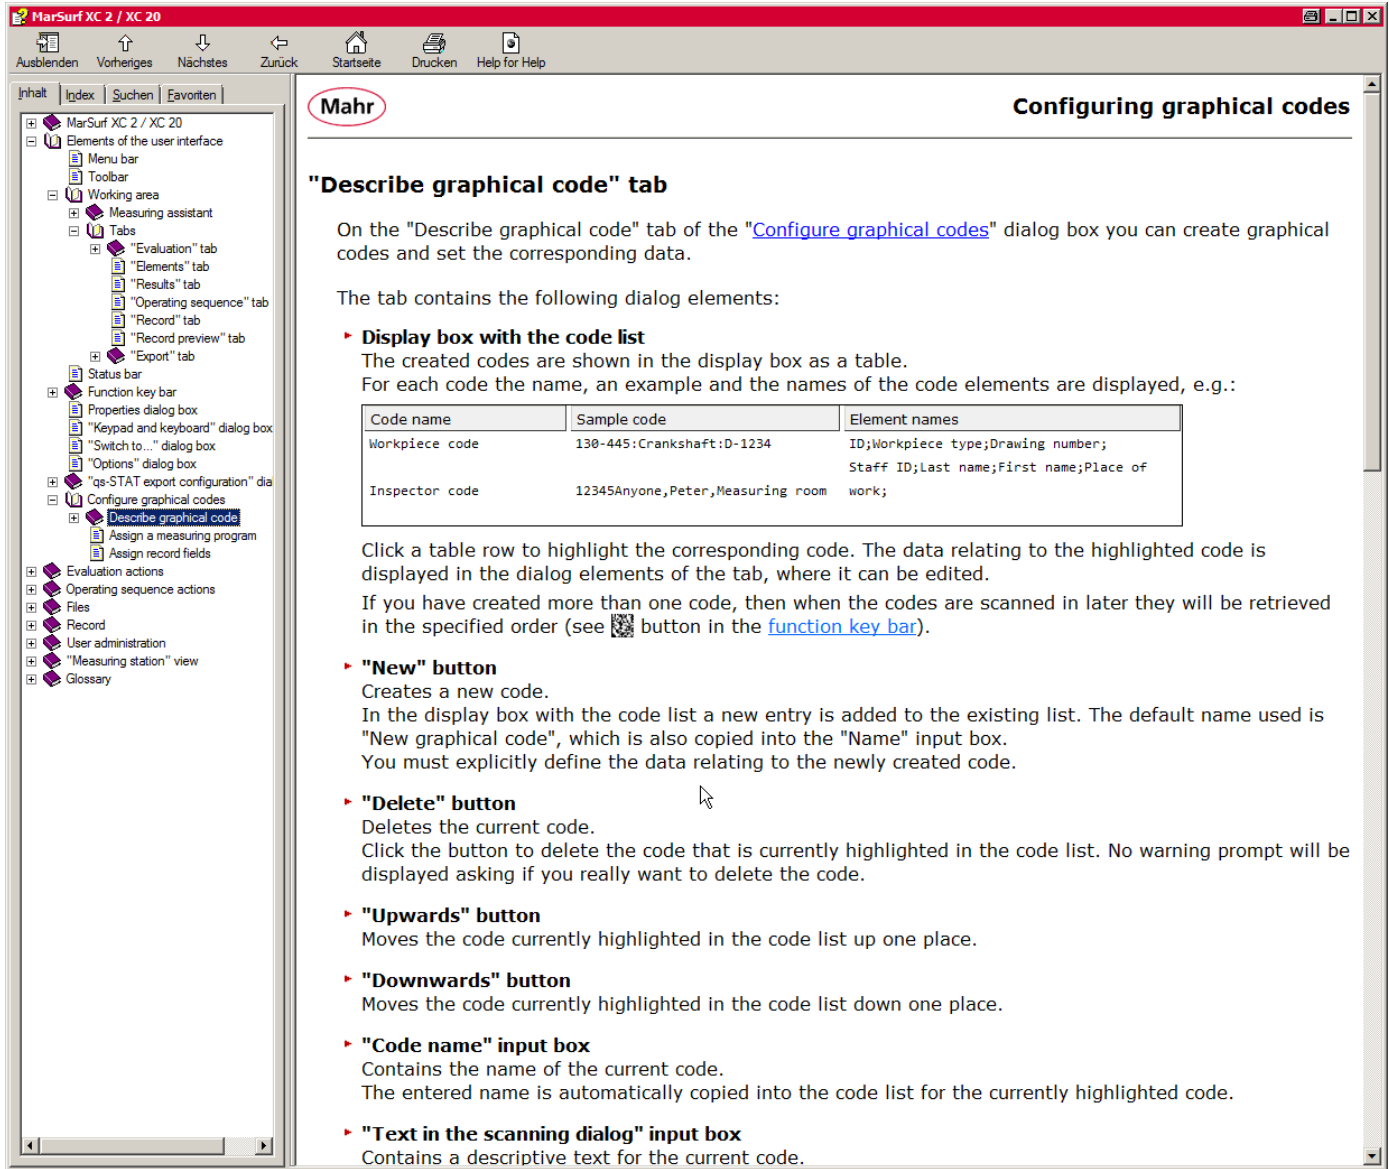 MarSurf XC 2 / XC 20
Ausblenden Vorheriges Nächstes Zurück Startseite Drucken Help for Help
Inhalt Index Suchen Favoriten
MarSurf XC 2 / XC 20
Elements of the user interface
Menu bar
Toolbar
Working area
Measuring assistant
Tabs
"Evaluation" tab
"Elements" tab
"Results" tab
"Operating sequence" tab
"Record" tab
"Record preview" tab
"Export" tab
Status bar
Function key bar
Properties dialog box
"Keypad and keyboard" dialog box
"Switch to..." dialog box
"Options" dialog box
"qs-STAT export configuration" dia
Configure graphical codes
Describe graphical code
Assign a measuring program
Assign record fields
Evaluation actions
Operating sequence actions
Files
Record
User administration
"Measuring station" view
Glossary
Mahr
Configuring graphical codes
"Describe graphical code" tab
On the "Describe graphical code" tab of the "Configure graphical codes" dialog box you can create graphical
codes and set the corresponding data.
The tab contains the following dialog elements:
Display box with the code list
The created codes are shown in the display box as a table.
For each code the name, an example and the names of the code elements are displayed, e.g.:
Code name Sample code Element names
Workpiece code 130-445:Crankshaft:D-1234 ID;Workpiece type;Drawing number;
Staff ID;Last name;First name;Place of
Inspector code 12345Anyone,Peter,Measuring room work;
Click a table row to highlight the corresponding code. The data relating to the highlighted code is
displayed in the dialog elements of the tab, where it can be edited.
If you have created more than one code, then when the codes are scanned in later they will be retrieved
in the specified order (see button in the function key bar).
"New" button
Creates a new code.
In the display box with the code list a new entry is added to the existing list. The default name used is
"New graphical code", which is also copied into the "Name" input box.
You must explicitly define the data relating to the newly created code.
"Delete" button
Deletes the current code.
Click the button to delete the code that is currently highlighted in the code list. No warning prompt will be
displayed asking if you really want to delete the code.
"Upwards" button
Moves the code currently highlighted in the code list up one place.
"Downwards" button
Moves the code currently highlighted in the code list down one place.
"Code name" input box
Contains the name of the current code.
The entered name is automatically copied into the code list for the currently highlighted code.
"Text in the scanning dialog" input box
Contains a descriptive text for the current code.